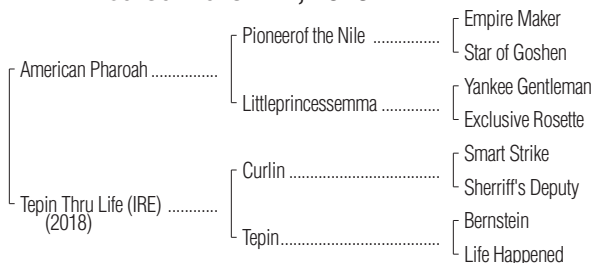 Empire Maker
Pioneerof the Nile ................
Star of Goshen
American Pharoah ...............
Yankee Gentleman
Littleprincessemma ..............
Exclusive Rosette
Smart Strike
Curlin ..................................
Sherriff's Deputy
Tepin Thru Life (IRE) ...........
(2018)
Bernstein
Tepin....................................
Life Happened